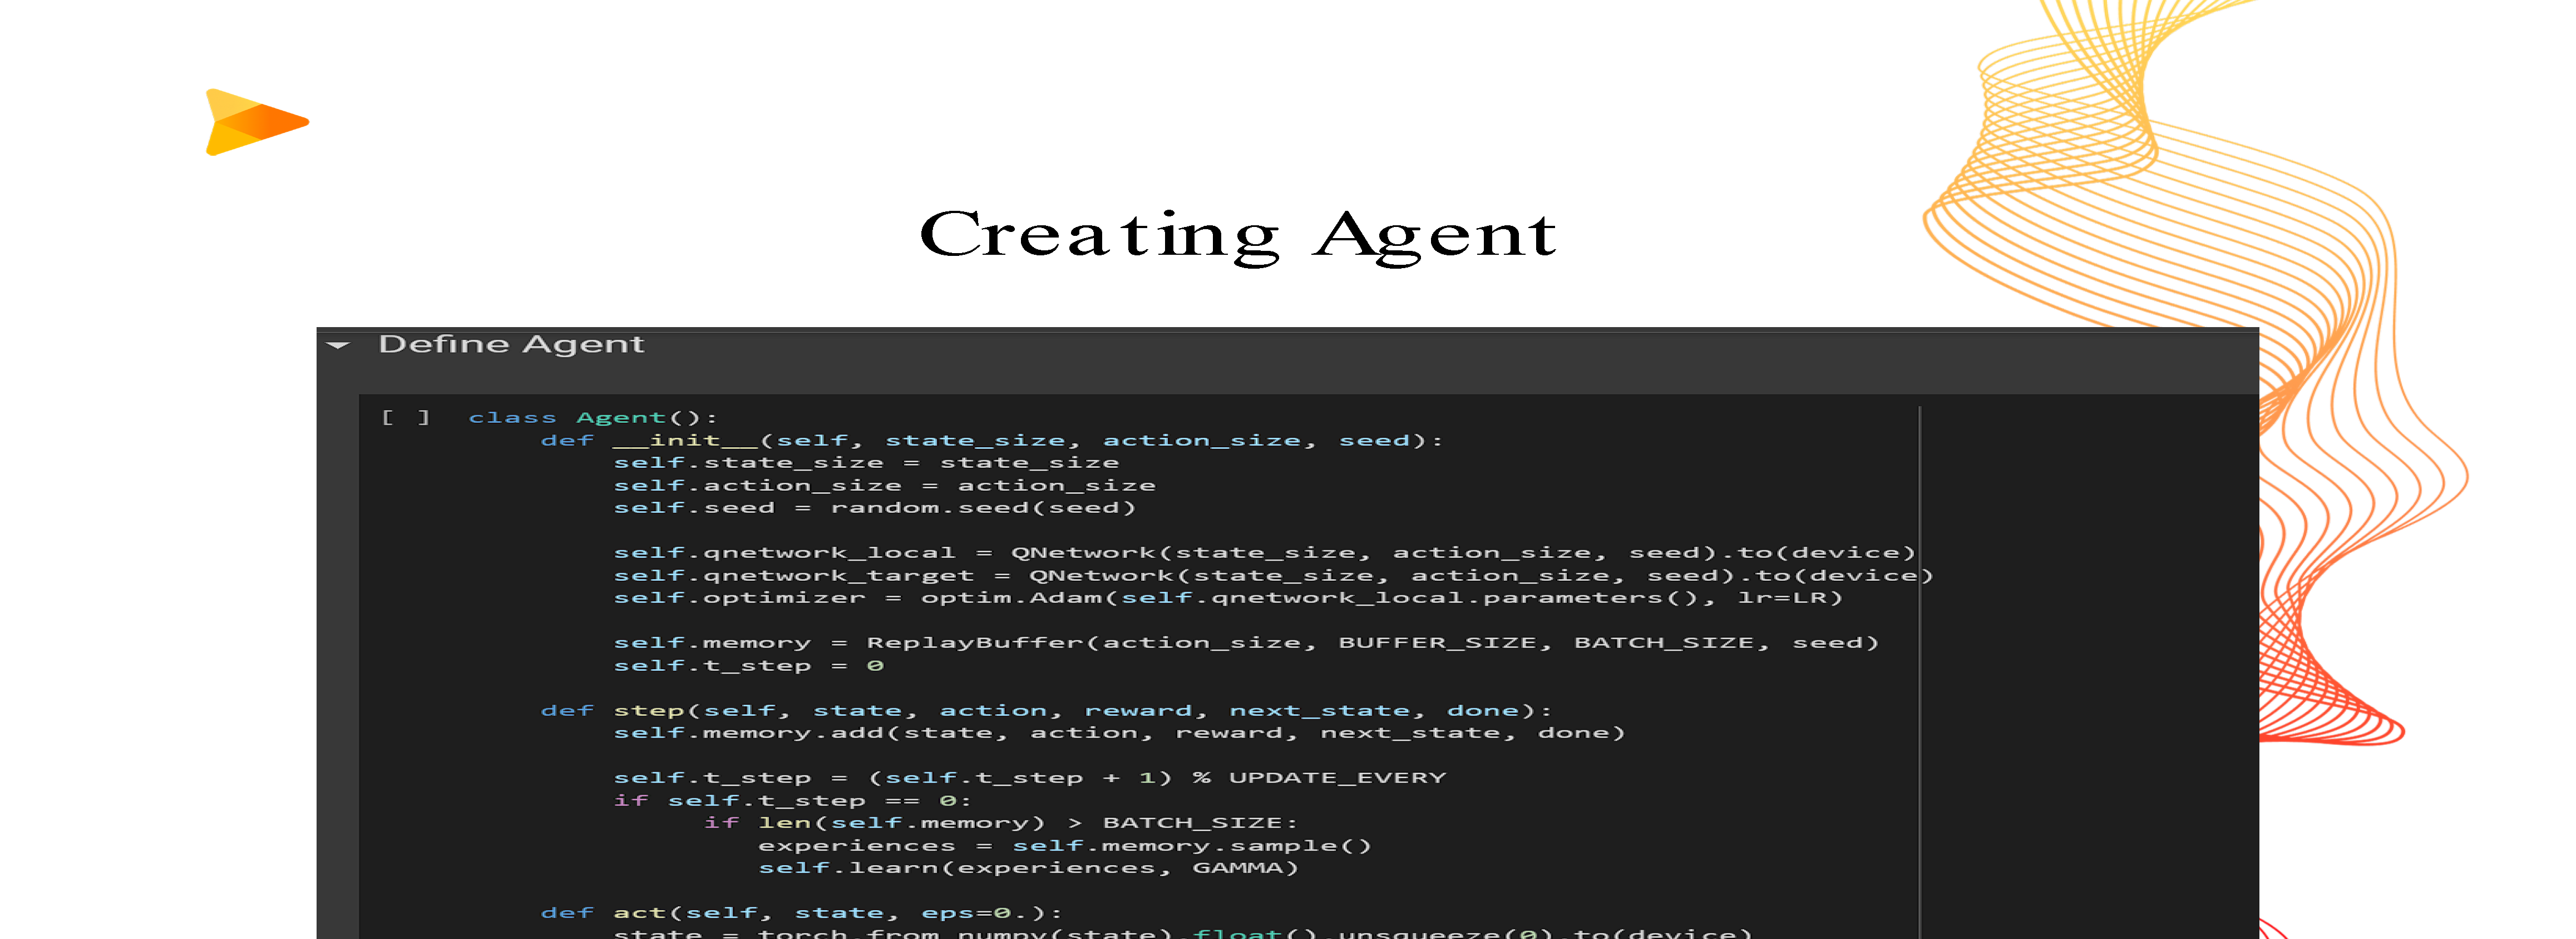 Creating Agent
Define Agent
[ ] class Agent():
def __init__(self, state_size, action_size, seed):
self.state_size = state_size
self.action_size = action_size
self.seed = random.seed(seed)
self.qnetwork_local = QNetwork(state_size, action_size, seed).to(device)
self.qnetwork_target = QNetwork(state_size, action_size, seed).to(device)
self.optimizer = optim.Adam(self.qnetwork_local.parameters(), lr=LR)
self.memory = ReplayBuffer(action_size, BUFFER_SIZE, BATCH_SIZE, seed)
self.t_step = 0
def step(self, state, action, reward, next_state, done):
self.memory.add(state, action, reward, next_state, done)
self.t_step = (self.t_step + 1) % UPDATE_EVERY
if self.t_step == 0:
if len(self.memory) > BATCH_SIZE:
experiences = self.memory.sample()
self.learn(experiences, GAMMA)
def act(self, state, eps=0.):
state = torch.from_numpy(state).float().unsqueeze(0).to(device)